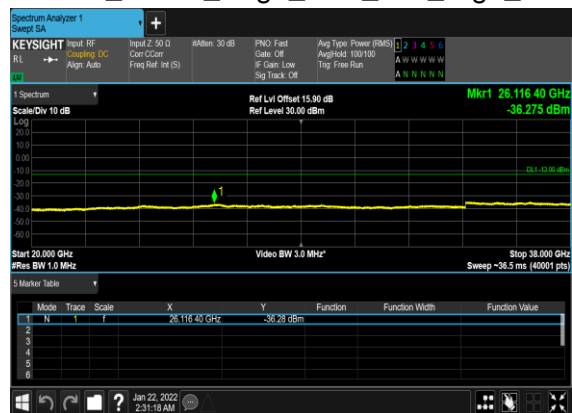 Spectrum Analyzer 1
Swept SA
+
KEYSIGHT Input: RF Input Z: 50 Ω #Atten: 30 dB PNO: Fast Avg Type: Power (RMS) 1 2 3 4 5 6
RL Coupling: DC Corr CCorr Gate: Off Avg|Hold: 100/100 A W W W W W
Align: Auto Freq Ref: Int (S) IF Gain: Low Trig: Free Run
Sig Track: Off A N N N N N
1 Spectrum Ref Lvl Offset 15.90 dB Mkr1 26.116 40 GHz
Scale/Div 10 dB Ref Level 30.00 dBm -36.275 dBm
Log
20.0
10.0
0.00
-10.0 DL1 -13.00 dBm
-20.0
-30.0 1
-40.0
-50.0
-60.0
Start 20.000 GHz Video BW 3.0 MHz* Stop 38.000 GHz
#Res BW 1.0 MHz Sweep ~36.5 ms (40001 pts)
5 Marker Table
Mode Trace Scale X Y Function Function Width Function Value
1 N 1 f 26.116 40 GHz -36.28 dBm
2
3
4
5
6
? Jan 22, 2022
2:31:18 AM